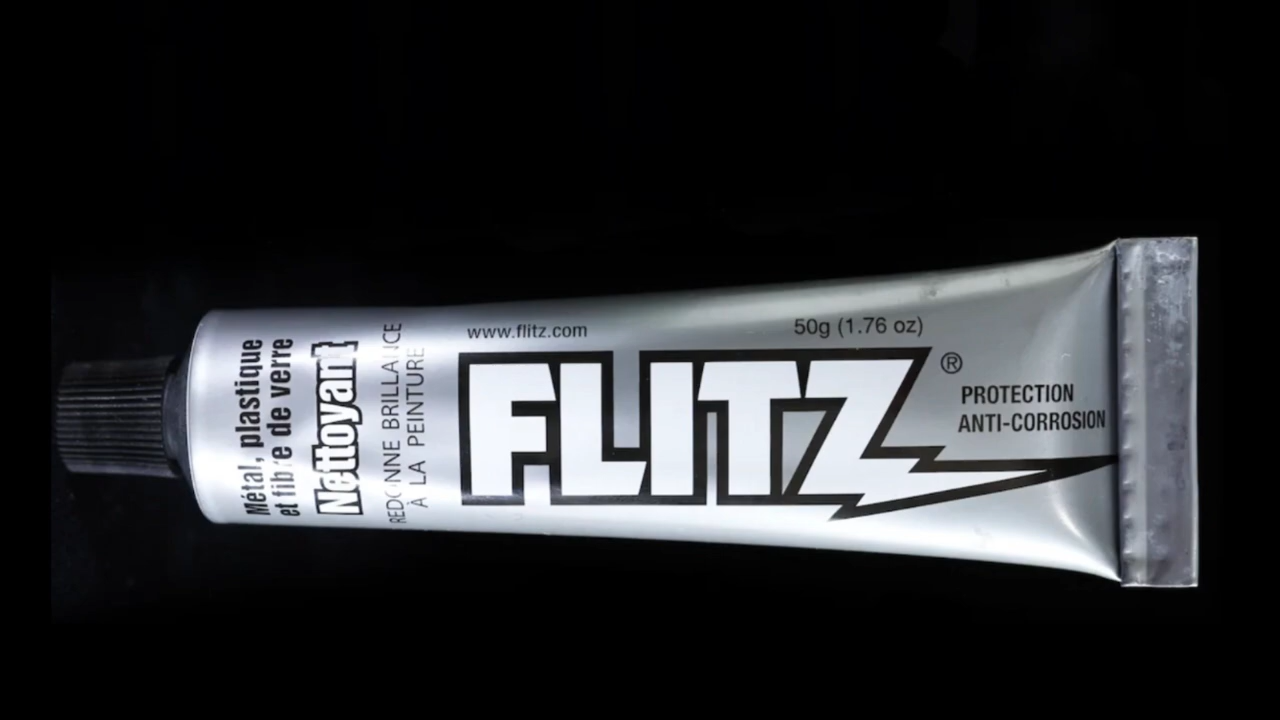 Métal, plastique
et fibre de verre
Nettoyant
REDONNE BRILLANCE
À LA PEINTURE
www.flitz.com
50g (1.76 oz)
FLITZ®
PROTECTION
ANTI-CORROSION